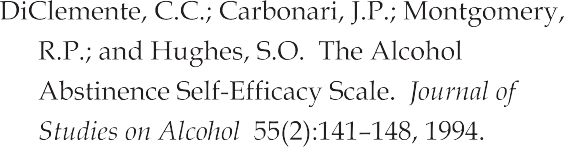 DiClemente, C.C.; Carbonari, J.P.; Montgomery,
R.P.; and Hughes, S.O.  The Alcohol
Abstinence Self-Efficacy Scale.  Journal of
Studies on Alcohol  55(2):141–148, 1994.